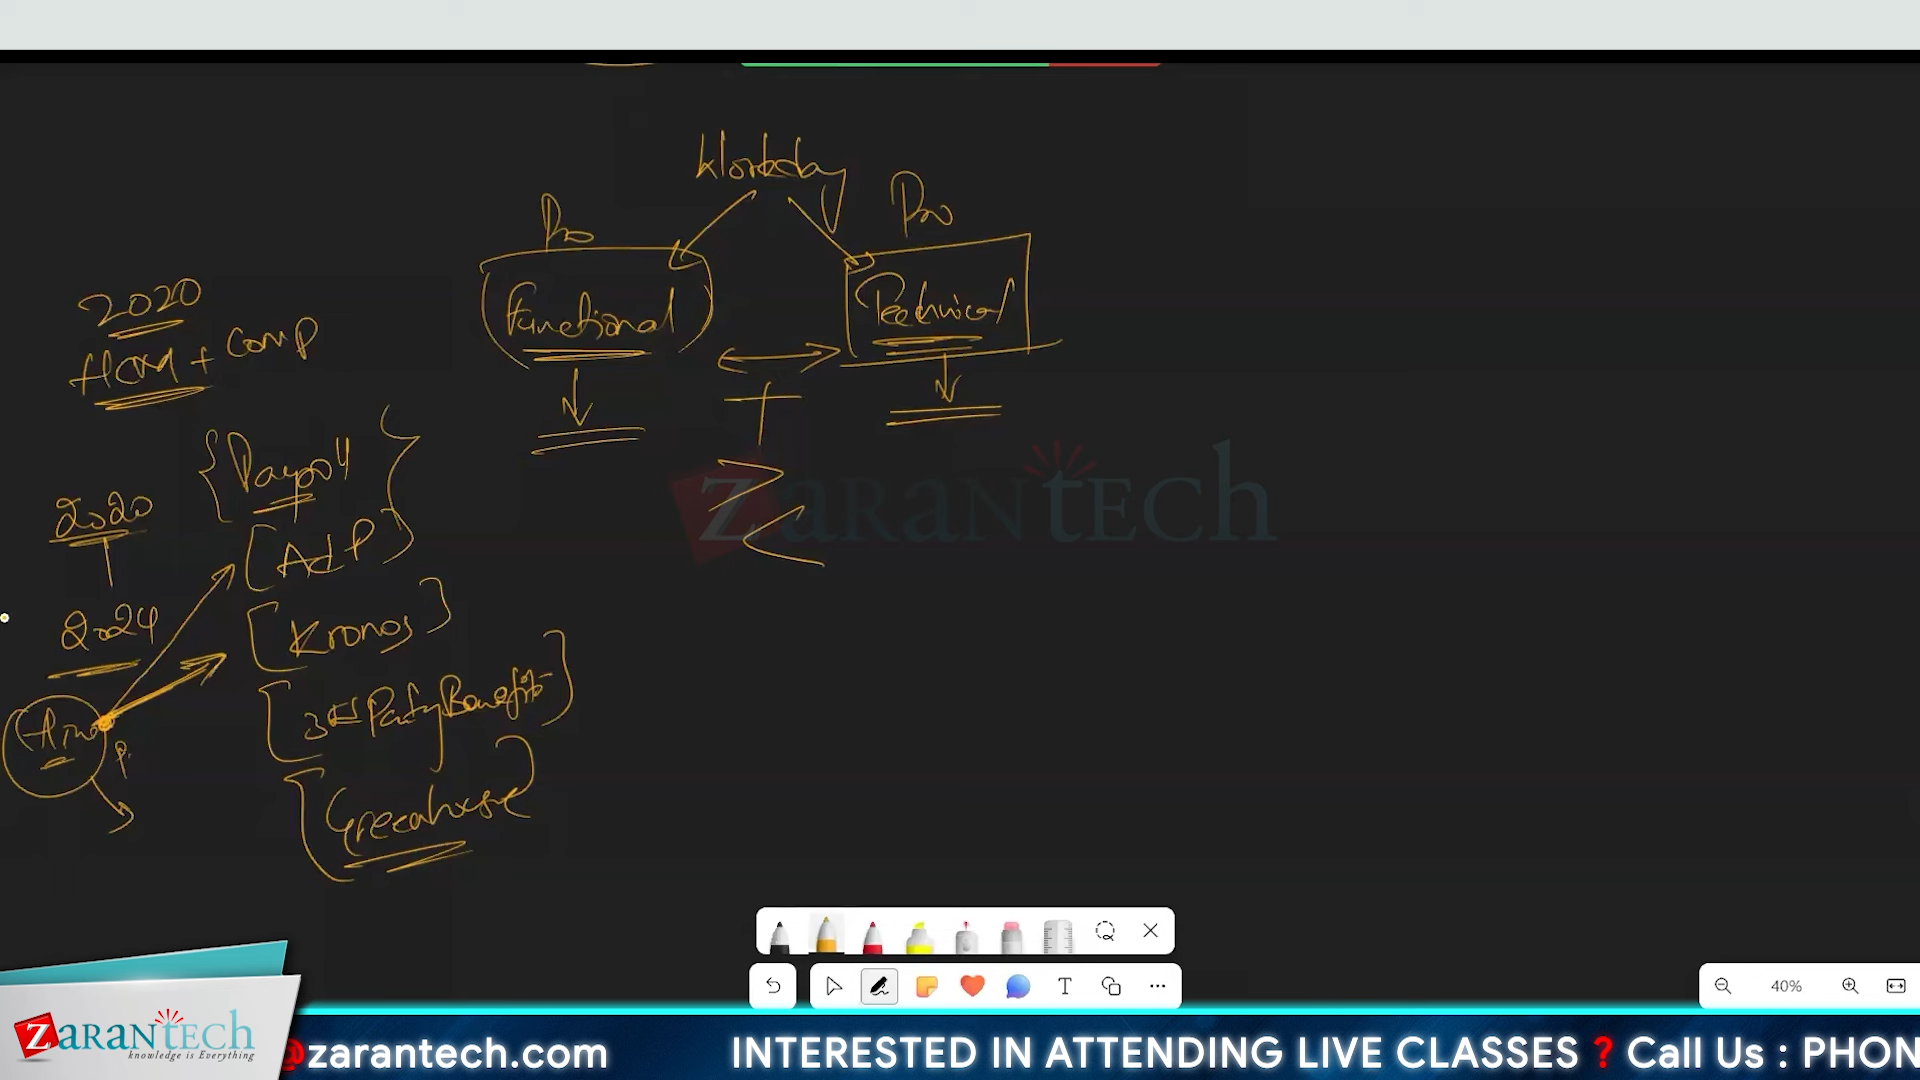 Workday
Pro
Pro
Functional
Technical
2020
HCM + Comp
{Payroll}
2020
[AdP]
2024
[Kronos]
[3rd Party Benefits]
[Greenhouse]
ZARANTECH
40%
ZARANTECH
knowledge is Everything
@zarantech.com
INTERESTED IN ATTENDING LIVE CLASSES ? Call Us : PHON